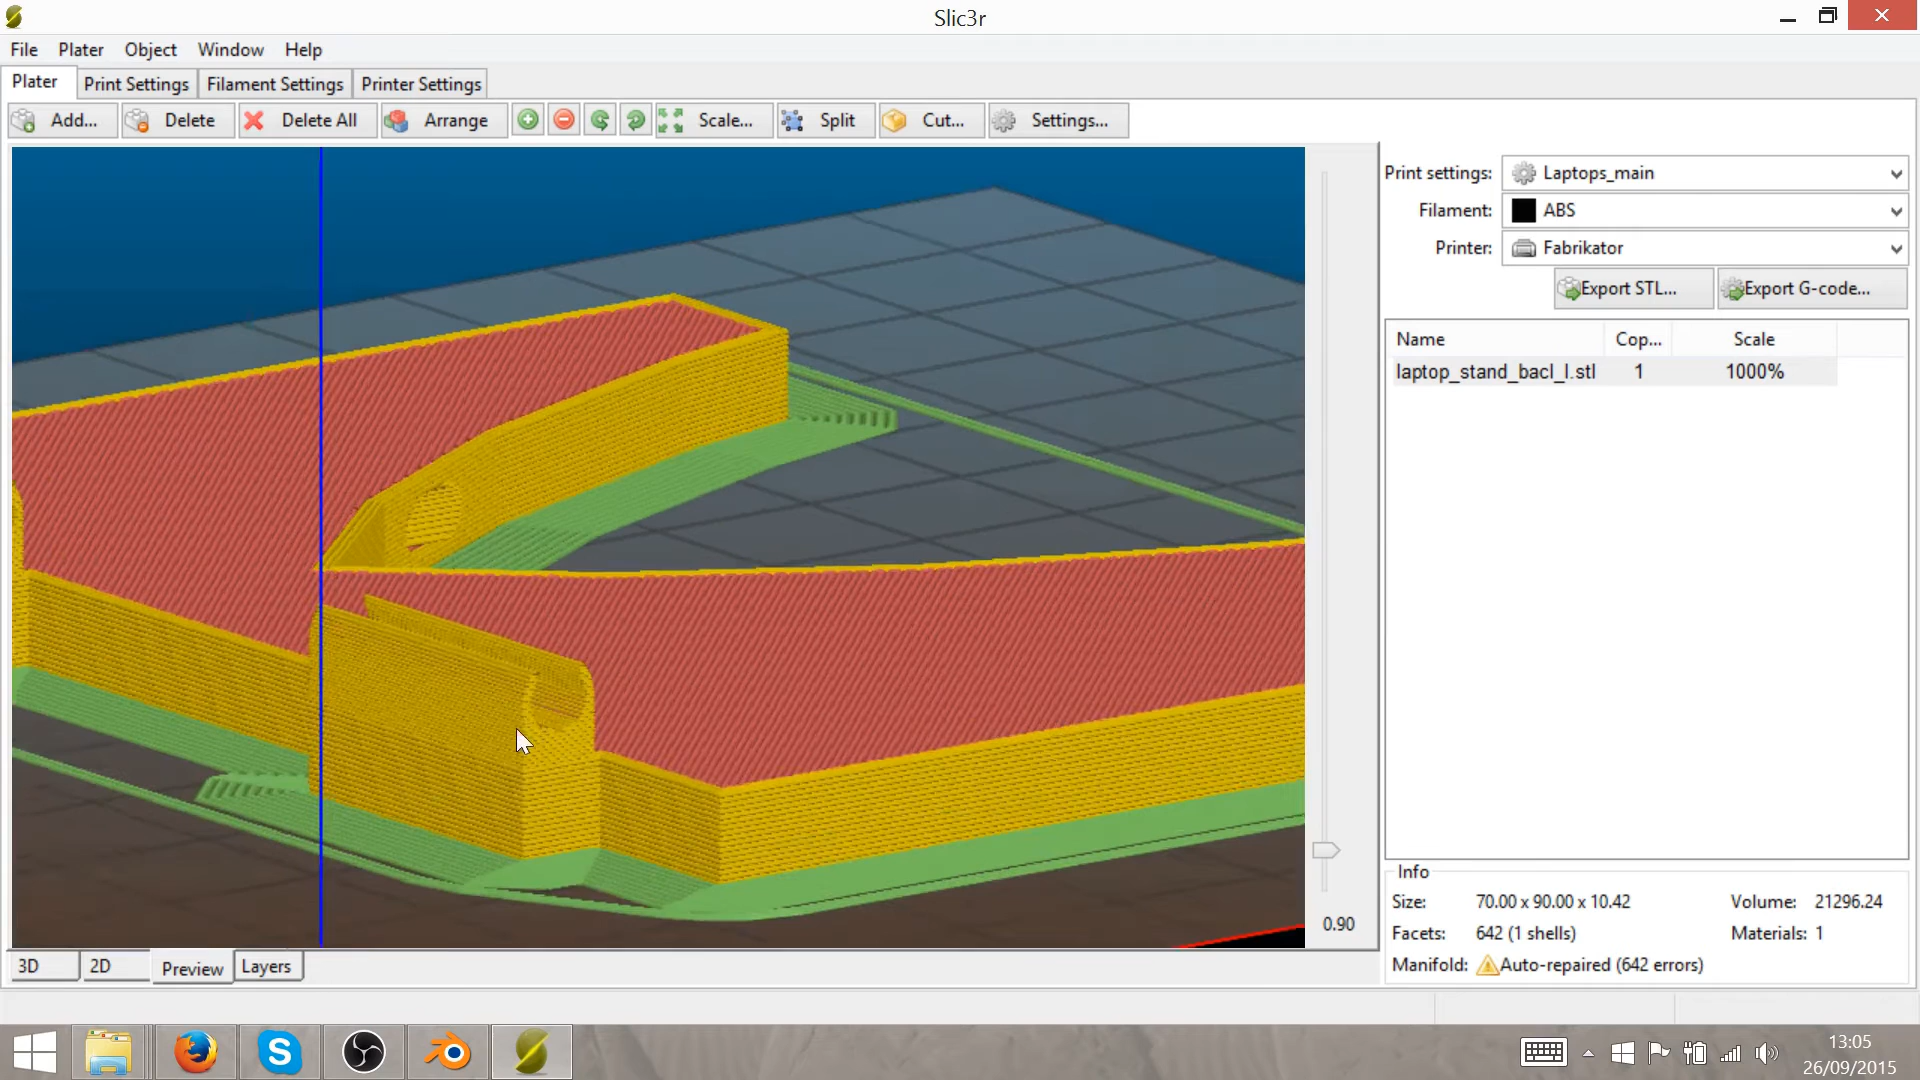 Slic3r
File Plater Object Window Help
Plater Print Settings Filament Settings Printer Settings
Add... Delete Delete All Arrange Scale... Split Cut... Settings...
Print settings: Laptops_main
Filament: ABS
Printer: Fabrikator
Export STL... Export G-code...
Name Cop... Scale
laptop_stand_bacl_l.stl 1 1000%
0.90
Info
Size: 70.00 x 90.00 x 10.42 Volume: 21296.24
Facets: 642 (1 shells) Materials: 1
Manifold: Auto-repaired (642 errors)
3D 2D Preview Layers
13:05
26/09/2015